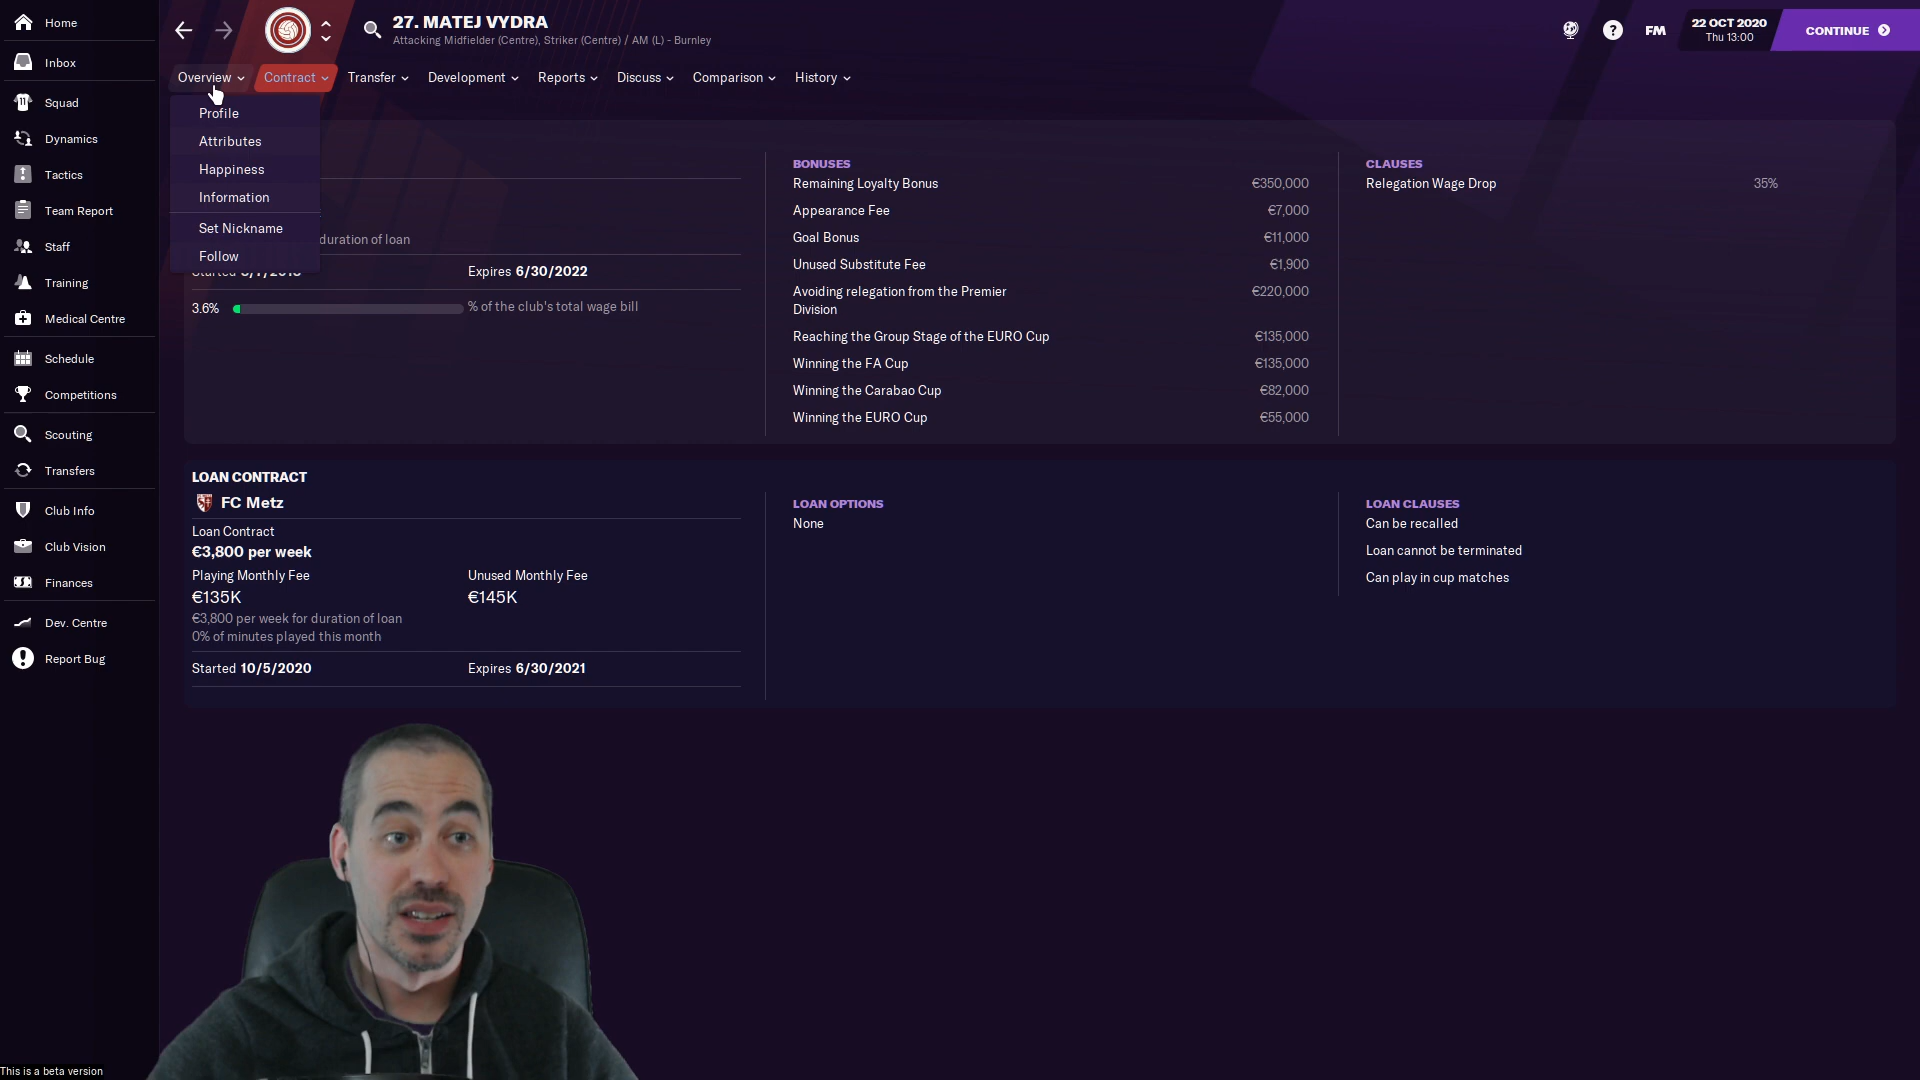 Home
Inbox
Squad
Dynamics
Tactics
Team Report
Staff
Training
Medical Centre
Schedule
Competitions
Scouting
Transfers
Club Info
Club Vision
Finances
Dev. Centre
Report Bug
This is a beta version
27. MATEJ VYDRA
Attacking Midfielder (Centre), Striker (Centre) / AM (L) - Burnley
FM
22 OCT 2020
Thu 13:00
CONTINUE
Overview Contract Transfer Development Reports Discuss Comparison History
Profile
Attributes
Happiness
Information
Set Nickname
Follow
duration of loan
Started
Expires 6/30/2022
3.6% % of the club's total wage bill
BONUSES
Remaining Loyalty Bonus €350,000
Appearance Fee €7,000
Goal Bonus €11,000
Unused Substitute Fee €1,900
Avoiding relegation from the Premier €220,000
Division
Reaching the Group Stage of the EURO Cup €135,000
Winning the FA Cup €135,000
Winning the Carabao Cup €82,000
Winning the EURO Cup €55,000
CLAUSES
Relegation Wage Drop 35%
LOAN CONTRACT
FC Metz
Loan Contract
€3,800 per week
Playing Monthly Fee Unused Monthly Fee
€135K €145K
€3,800 per week for duration of loan
0% of minutes played this month
Started 10/5/2020 Expires 6/30/2021
LOAN OPTIONS
None
LOAN CLAUSES
Can be recalled
Loan cannot be terminated
Can play in cup matches